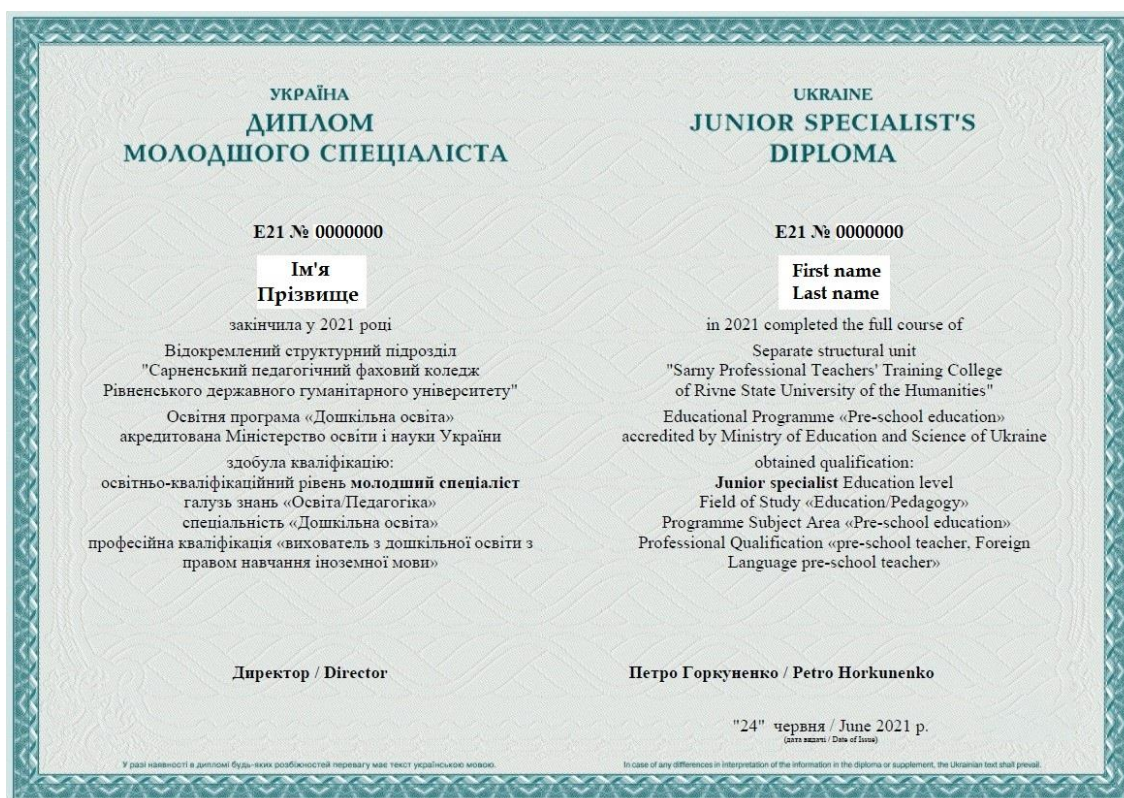 УКРАЇНА
ДИПЛОМ
МОЛОДШОГО СПЕЦІАЛІСТА
E21 № 0000000
Ім'я
Прізвище
закінчила у 2021 році
Відокремлений структурний підрозділ
"Сарненський педагогічний фаховий коледж
Рівненського державного гуманітарного університету"
Освітня програма «Дошкільна освіта»
акредитована Міністерство освіти і науки України
здобула кваліфікацію:
освітньо-кваліфікаційний рівень молодший спеціаліст
галузь знань «Освіта/Педагогіка»
спеціальність «Дошкільна освіта»
професійна кваліфікація «вихователь з дошкільної освіти з
правом навчання іноземної мови»
UKRAINE
JUNIOR SPECIALIST'S
DIPLOMA
E21 № 0000000
First name
Last name
in 2021 completed the full course of
Separate structural unit
"Sarny Professional Teachers' Training College
of Rivne State University of the Humanities"
Educational Programme «Pre-school education»
accredited by Ministry of Education and Science of Ukraine
obtained qualification:
Junior specialist Education level
Field of Study «Education/Pedagogy»
Programme Subject Area «Pre-school education»
Professional Qualification «pre-school teacher, Foreign
Language pre-school teacher»
Директор / Director
Петро Горкуненко / Petro Horkunenko
"24" червня / June 2021 р.
(дата видачі / Date of Issue)
У разі наявності в дипломі будь-яких розбіжностей перевагу має текст українською мовою.
In case of any differences in interpretation of the information in the diploma or supplement, the Ukrainian text shall prevail.